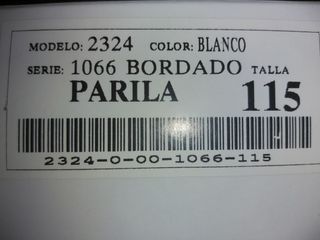 MODELO: 2324 COLOR: BLANCO
SERIE: 1066 BORDADO TALLA
PARILA 115
2324-0-00-1066-115